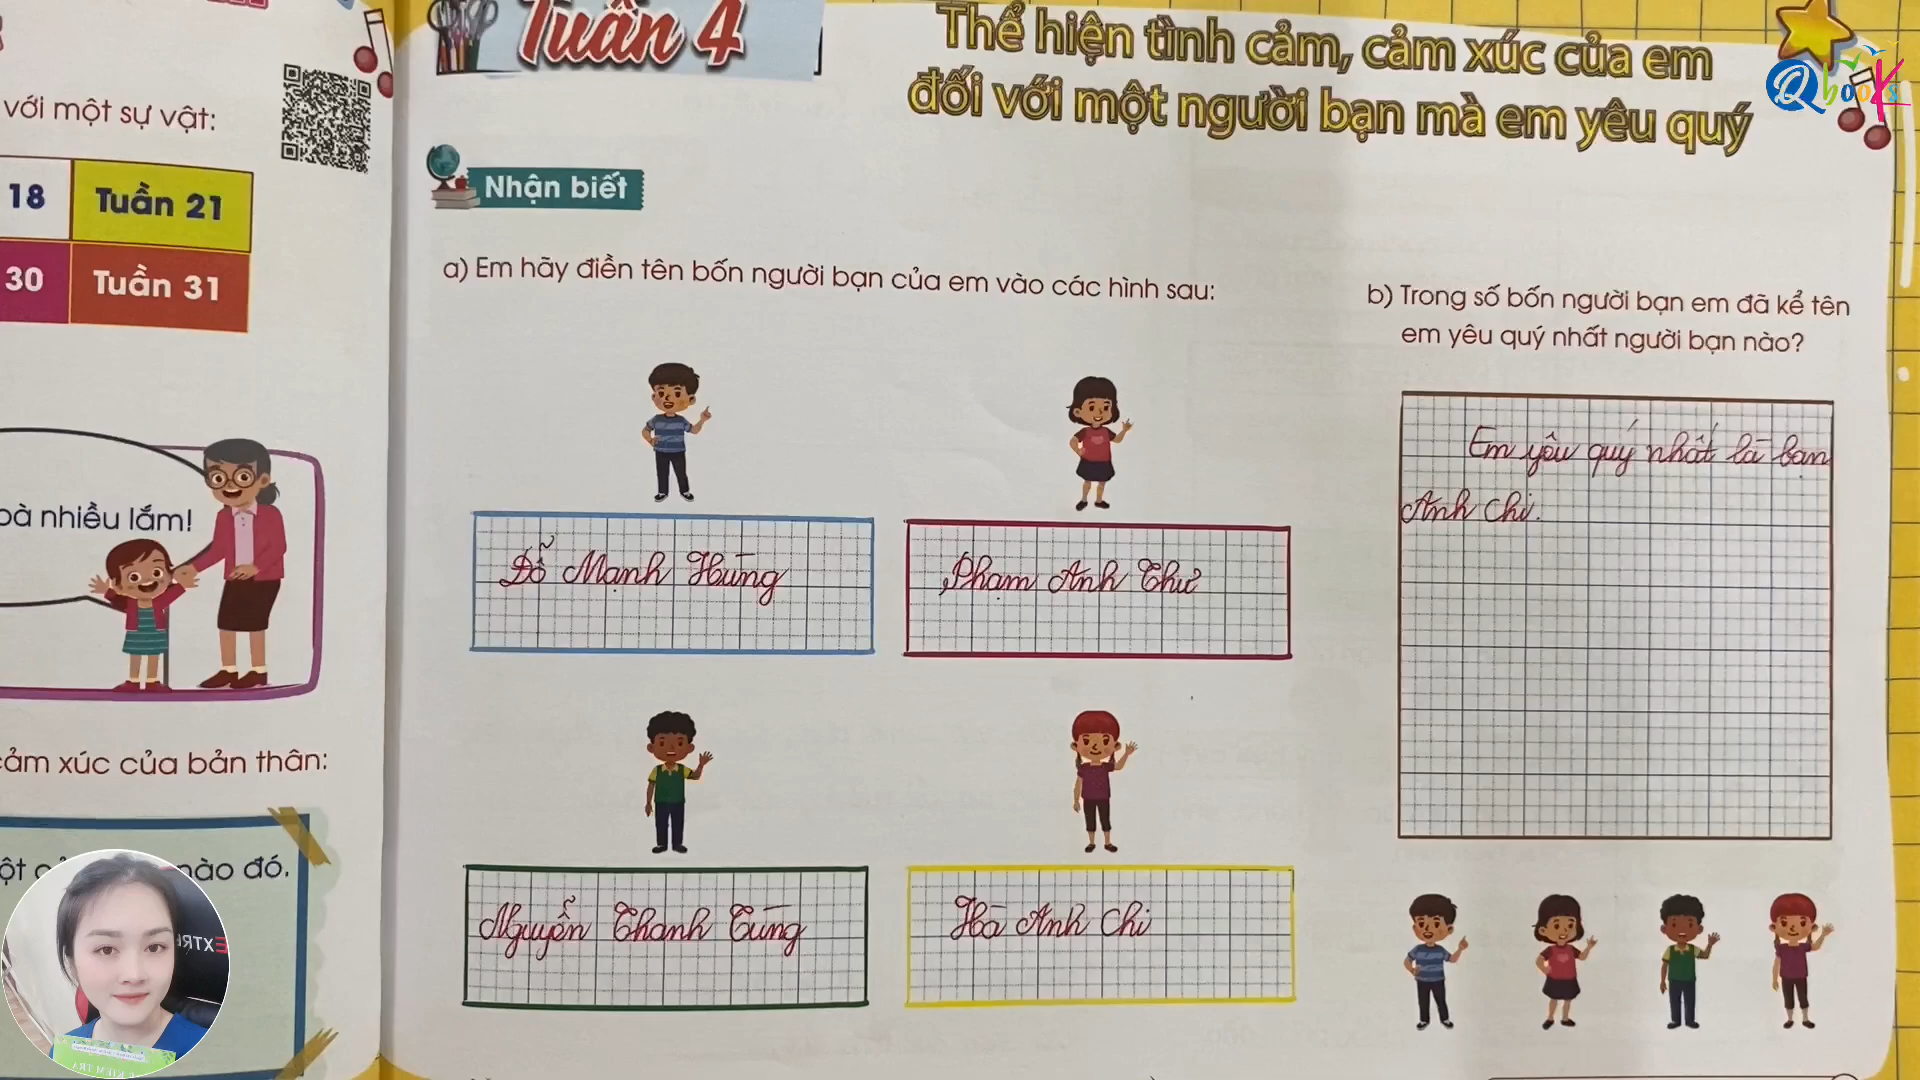 với một sự vật:
18 Tuần 21
30 Tuần 31
bà nhiều lắm!
cảm xúc của bản thân:
nào đó.
Tuần 4
Thể hiện tình cảm, cảm xúc của em
đối với một người bạn mà em yêu quý
Qbooks
Nhận biết
a) Em hãy điền tên bốn người bạn của em vào các hình sau:
Đỗ Mạnh Hùng
Phạm Anh Thư
Nguyễn Thanh Tùng
Hà Anh Chi
b) Trong số bốn người bạn em đã kể tên
em yêu quý nhất người bạn nào?
Em yêu quý nhất là bạn
Anh Chi.